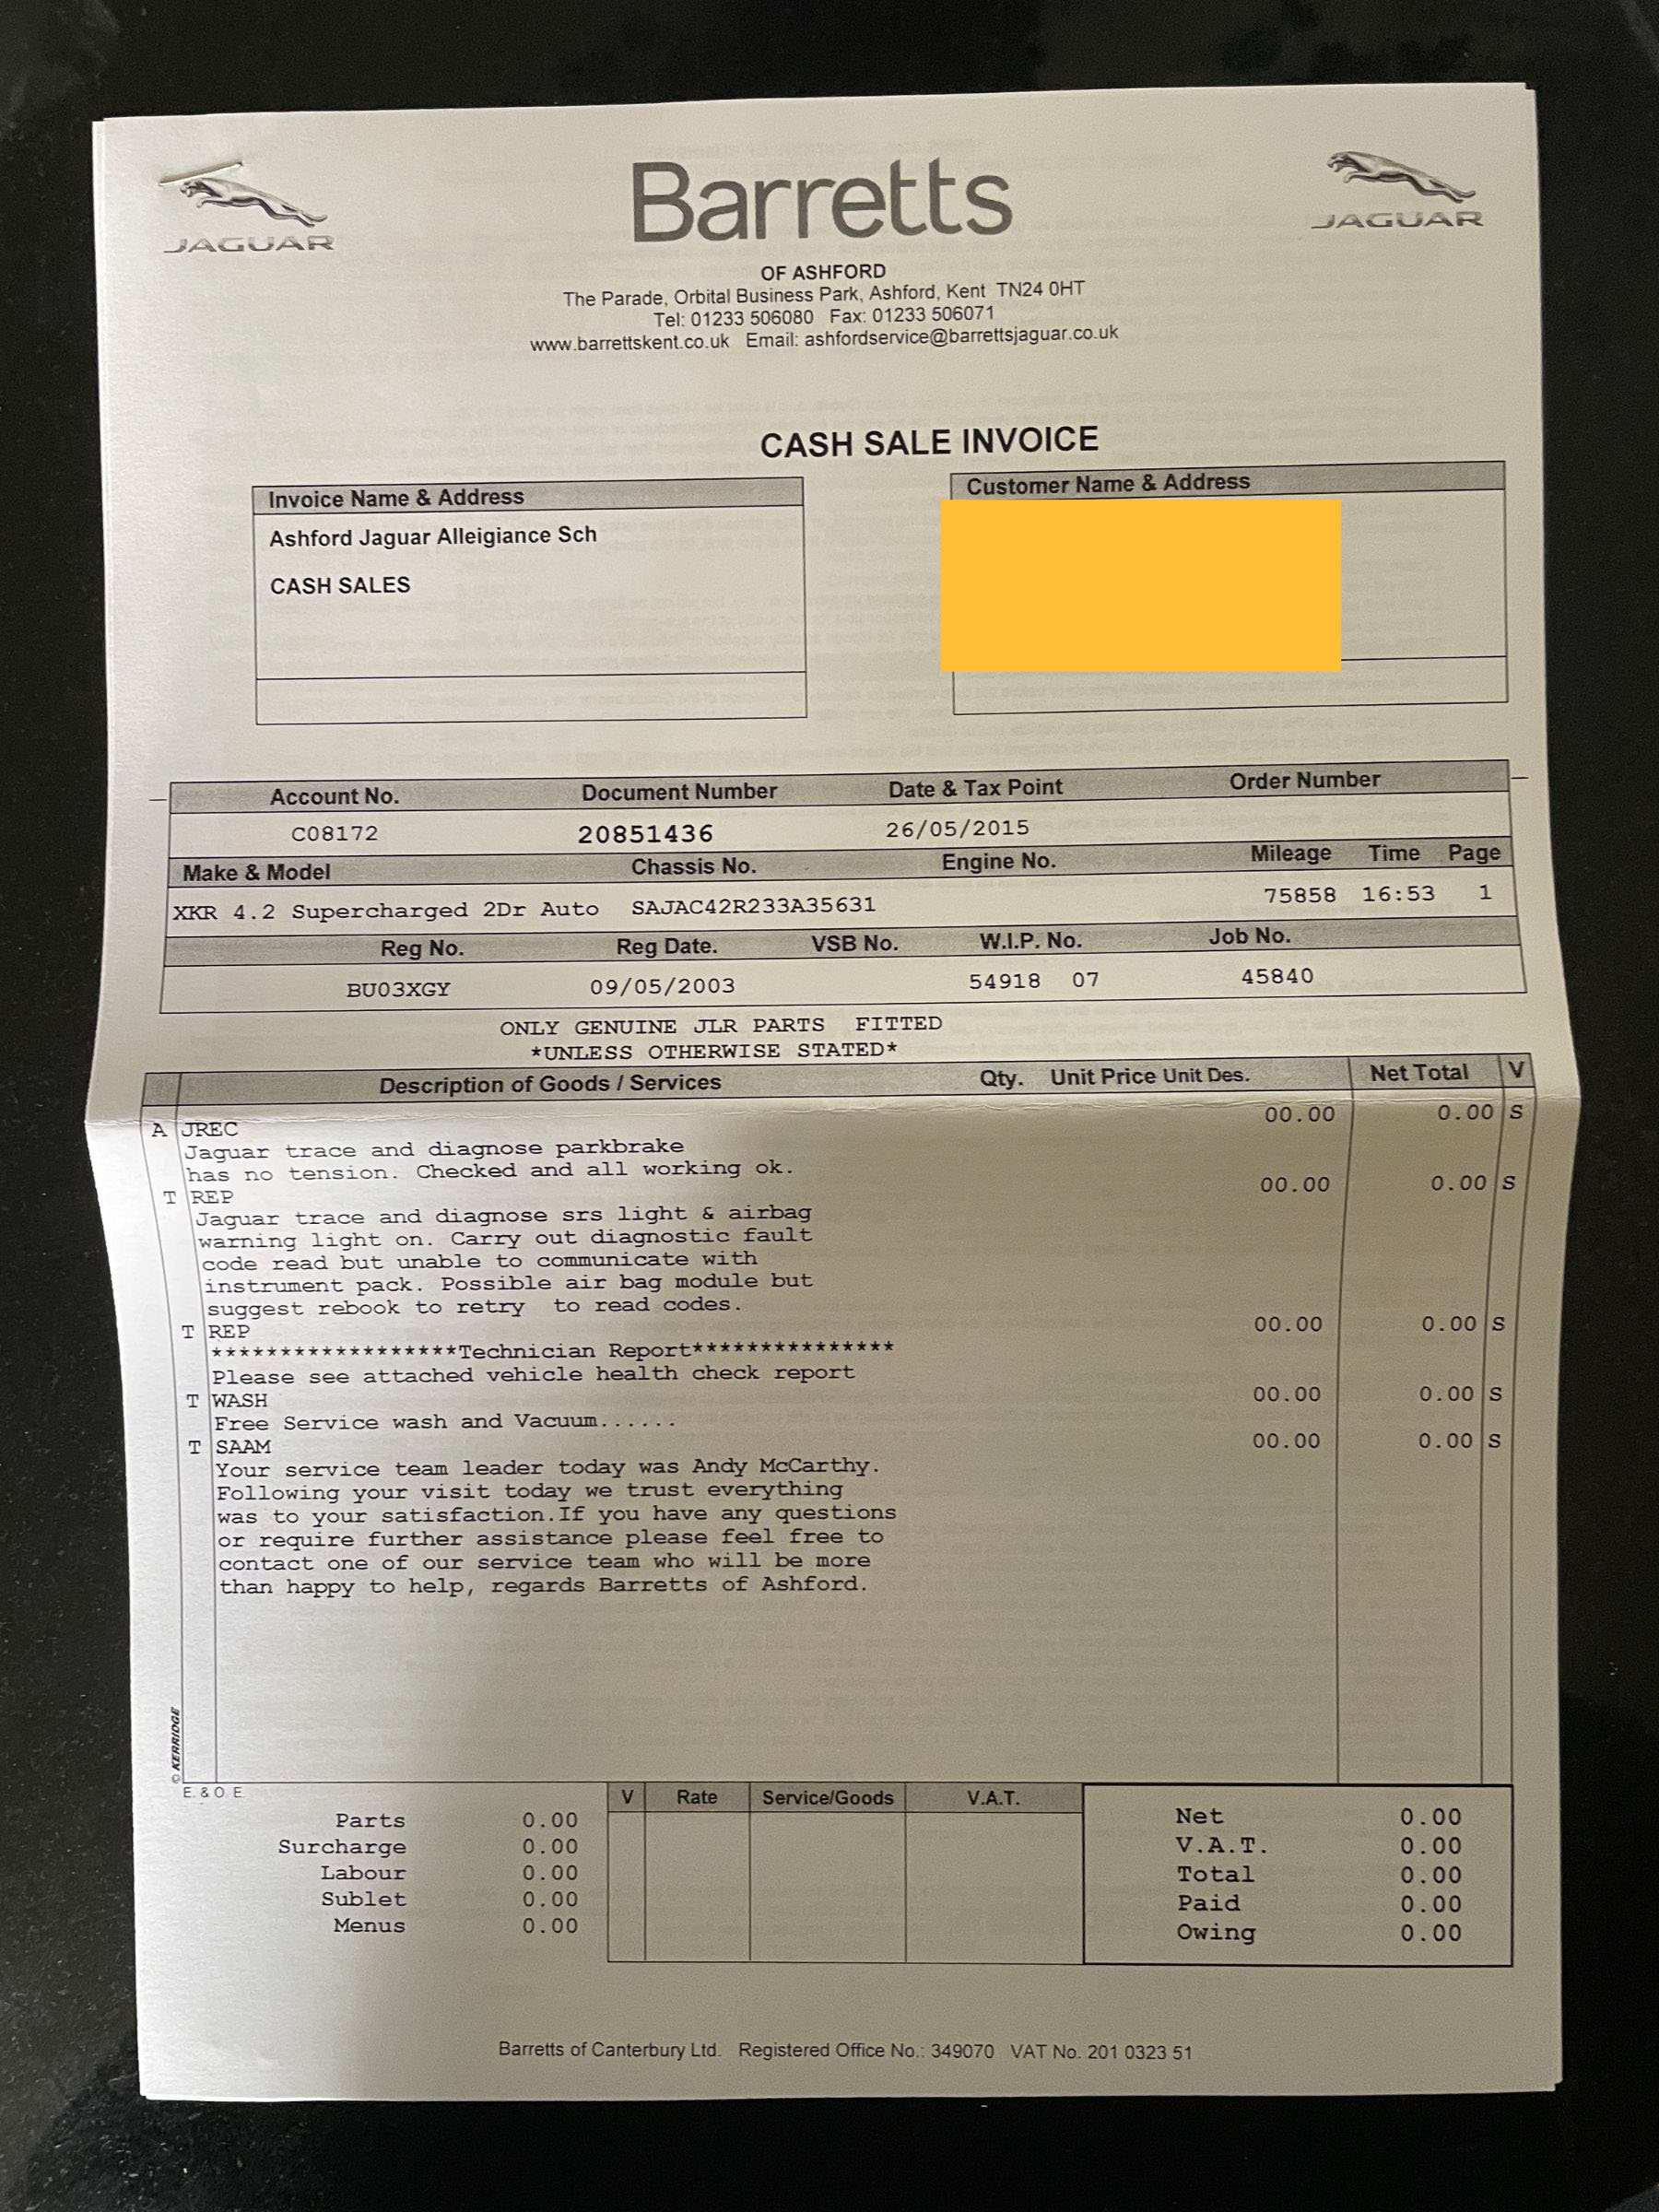 JAGUAR
Barretts
JAGUAR
OF ASHFORD
The Parade, Orbital Business Park, Ashford, Kent TN24 0HT
Tel: 01233 506080 Fax: 01233 506071
www.barrettskent.co.uk Email: ashfordservice@barrettsjaguar.co.uk
CASH SALE INVOICE
Invoice Name & Address
Ashford Jaguar Alleigiance Sch
CASH SALES
Customer Name & Address
Account No. Document Number Date & Tax Point Order Number
C08172 20851436 26/05/2015
Make & Model Chassis No. Engine No. Mileage Time Page
XKR 4.2 Supercharged 2Dr Auto SAJAC42R233A35631 75858 16:53 1
Reg No. Reg Date. VSB No. W.I.P. No. Job No.
BU03XGY 09/05/2003 54918 07 45840
ONLY GENUINE JLR PARTS FITTED
*UNLESS OTHERWISE STATED*
Description of Goods / Services Qty. Unit Price Unit Des. Net Total V
A JREC 00.00 0.00 S
Jaguar trace and diagnose parkbrake
has no tension. Checked and all working ok.
T REP 00.00 0.00 S
Jaguar trace and diagnose srs light & airbag
warning light on. Carry out diagnostic fault
code read but unable to communicate with
instrument pack. Possible air bag module but
suggest rebook to retry to read codes.
T REP 00.00 0.00 S
******************Technician Report***************
Please see attached vehicle health check report
T WASH 00.00 0.00 S
Free Service wash and Vacuum......
T SAAM 00.00 0.00 S
Your service team leader today was Andy McCarthy.
Following your visit today we trust everything
was to your satisfaction.If you have any questions
or require further assistance please feel free to
contact one of our service team who will be more
than happy to help, regards Barretts of Ashford.
© KERRIDGE
E. & O. E.
Parts 0.00
Surcharge 0.00
Labour 0.00
Sublet 0.00
Menus 0.00
V Rate Service/Goods V.A.T.
Net 0.00
V.A.T. 0.00
Total 0.00
Paid 0.00
Owing 0.00
Barretts of Canterbury Ltd. Registered Office No.: 349070 VAT No. 201 0323 51